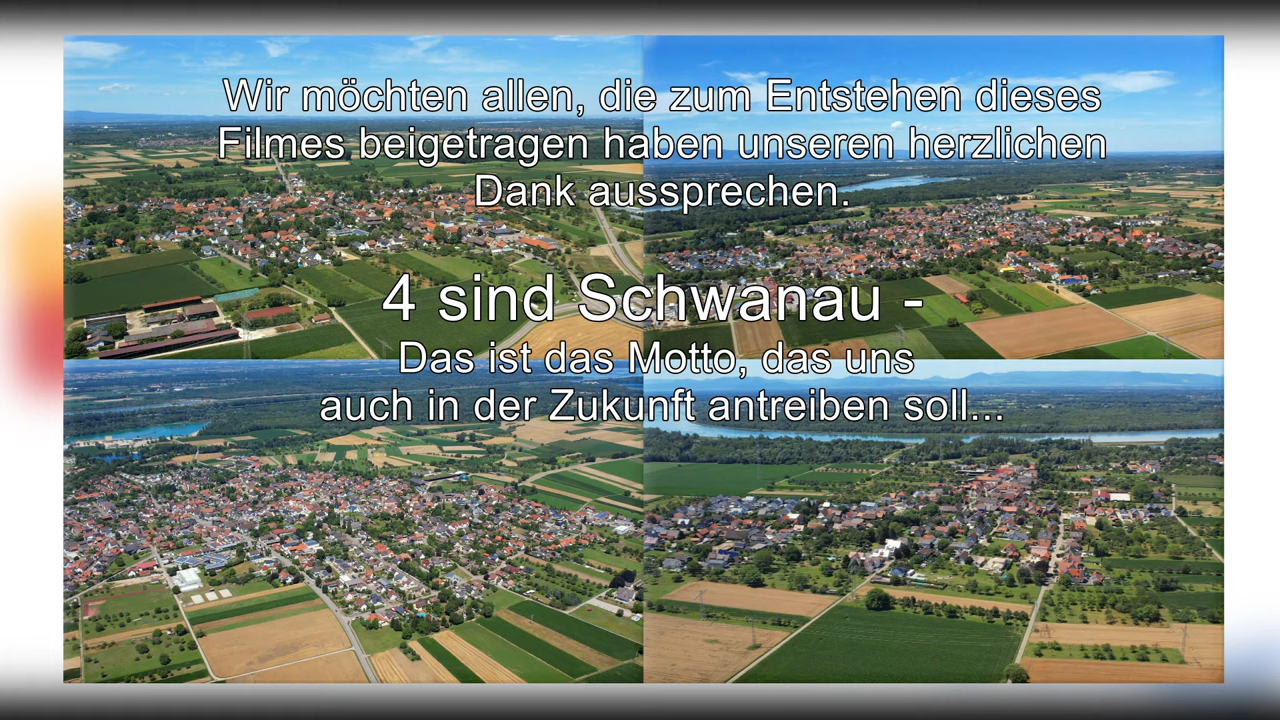 Wir möchten allen, die zum Entstehen dieses
Filmes beigetragen haben unseren herzlichen
Dank aussprechen.
4 sind Schwanau -
Das ist das Motto, das uns
auch in der Zukunft antreiben soll...